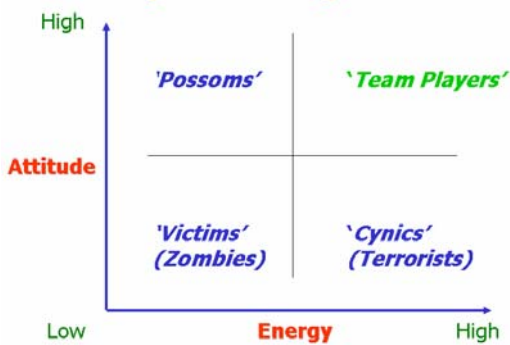 High
'Possoms' `Team Players'
Attitude
'Victims' `Cynics'
(Zombies) (Terrorists)
Low Energy High